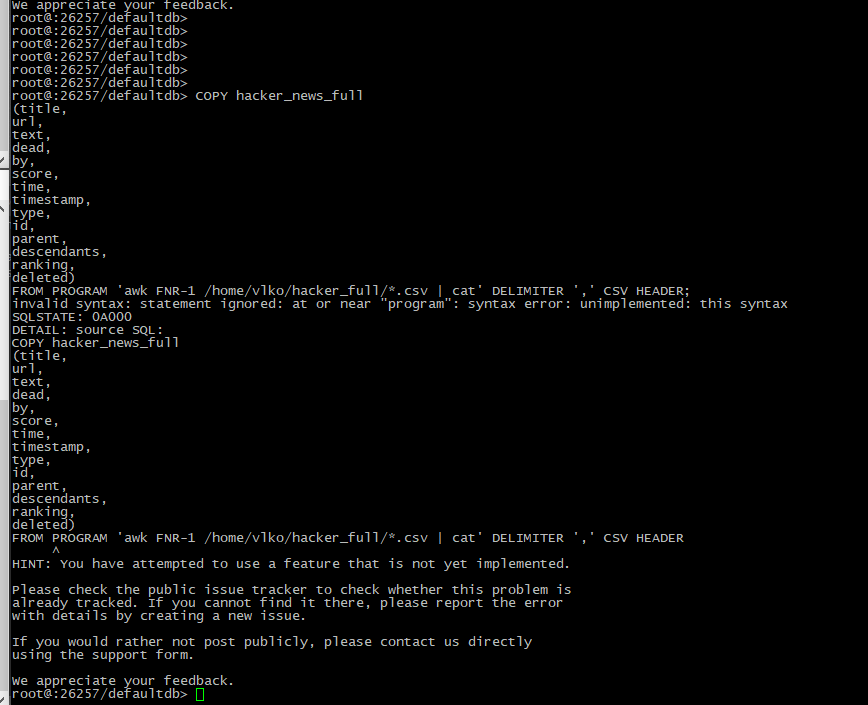 We appreciate your feedback.
root@:26257/defaultdb>
root@:26257/defaultdb>
root@:26257/defaultdb>
root@:26257/defaultdb>
root@:26257/defaultdb>
root@:26257/defaultdb>
root@:26257/defaultdb> COPY hacker_news_full
(title,
url,
text,
dead,
by,
score,
time,
timestamp,
type,
id,
parent,
descendants,
ranking,
deleted)
FROM PROGRAM 'awk FNR-1 /home/vlko/hacker_full/*.csv | cat' DELIMITER ',' CSV HEADER;
invalid syntax: statement ignored: at or near "program": syntax error: unimplemented: this syntax
SQLSTATE: 0A000
DETAIL: source SQL:
COPY hacker_news_full
(title,
url,
text,
dead,
by,
score,
time,
timestamp,
type,
id,
parent,
descendants,
ranking,
deleted)
FROM PROGRAM 'awk FNR-1 /home/vlko/hacker_full/*.csv | cat' DELIMITER ',' CSV HEADER
^
HINT: You have attempted to use a feature that is not yet implemented.
Please check the public issue tracker to check whether this problem is
already tracked. If you cannot find it there, please report the error
with details by creating a new issue.
If you would rather not post publicly, please contact us directly
using the support form.
We appreciate your feedback.
root@:26257/defaultdb>